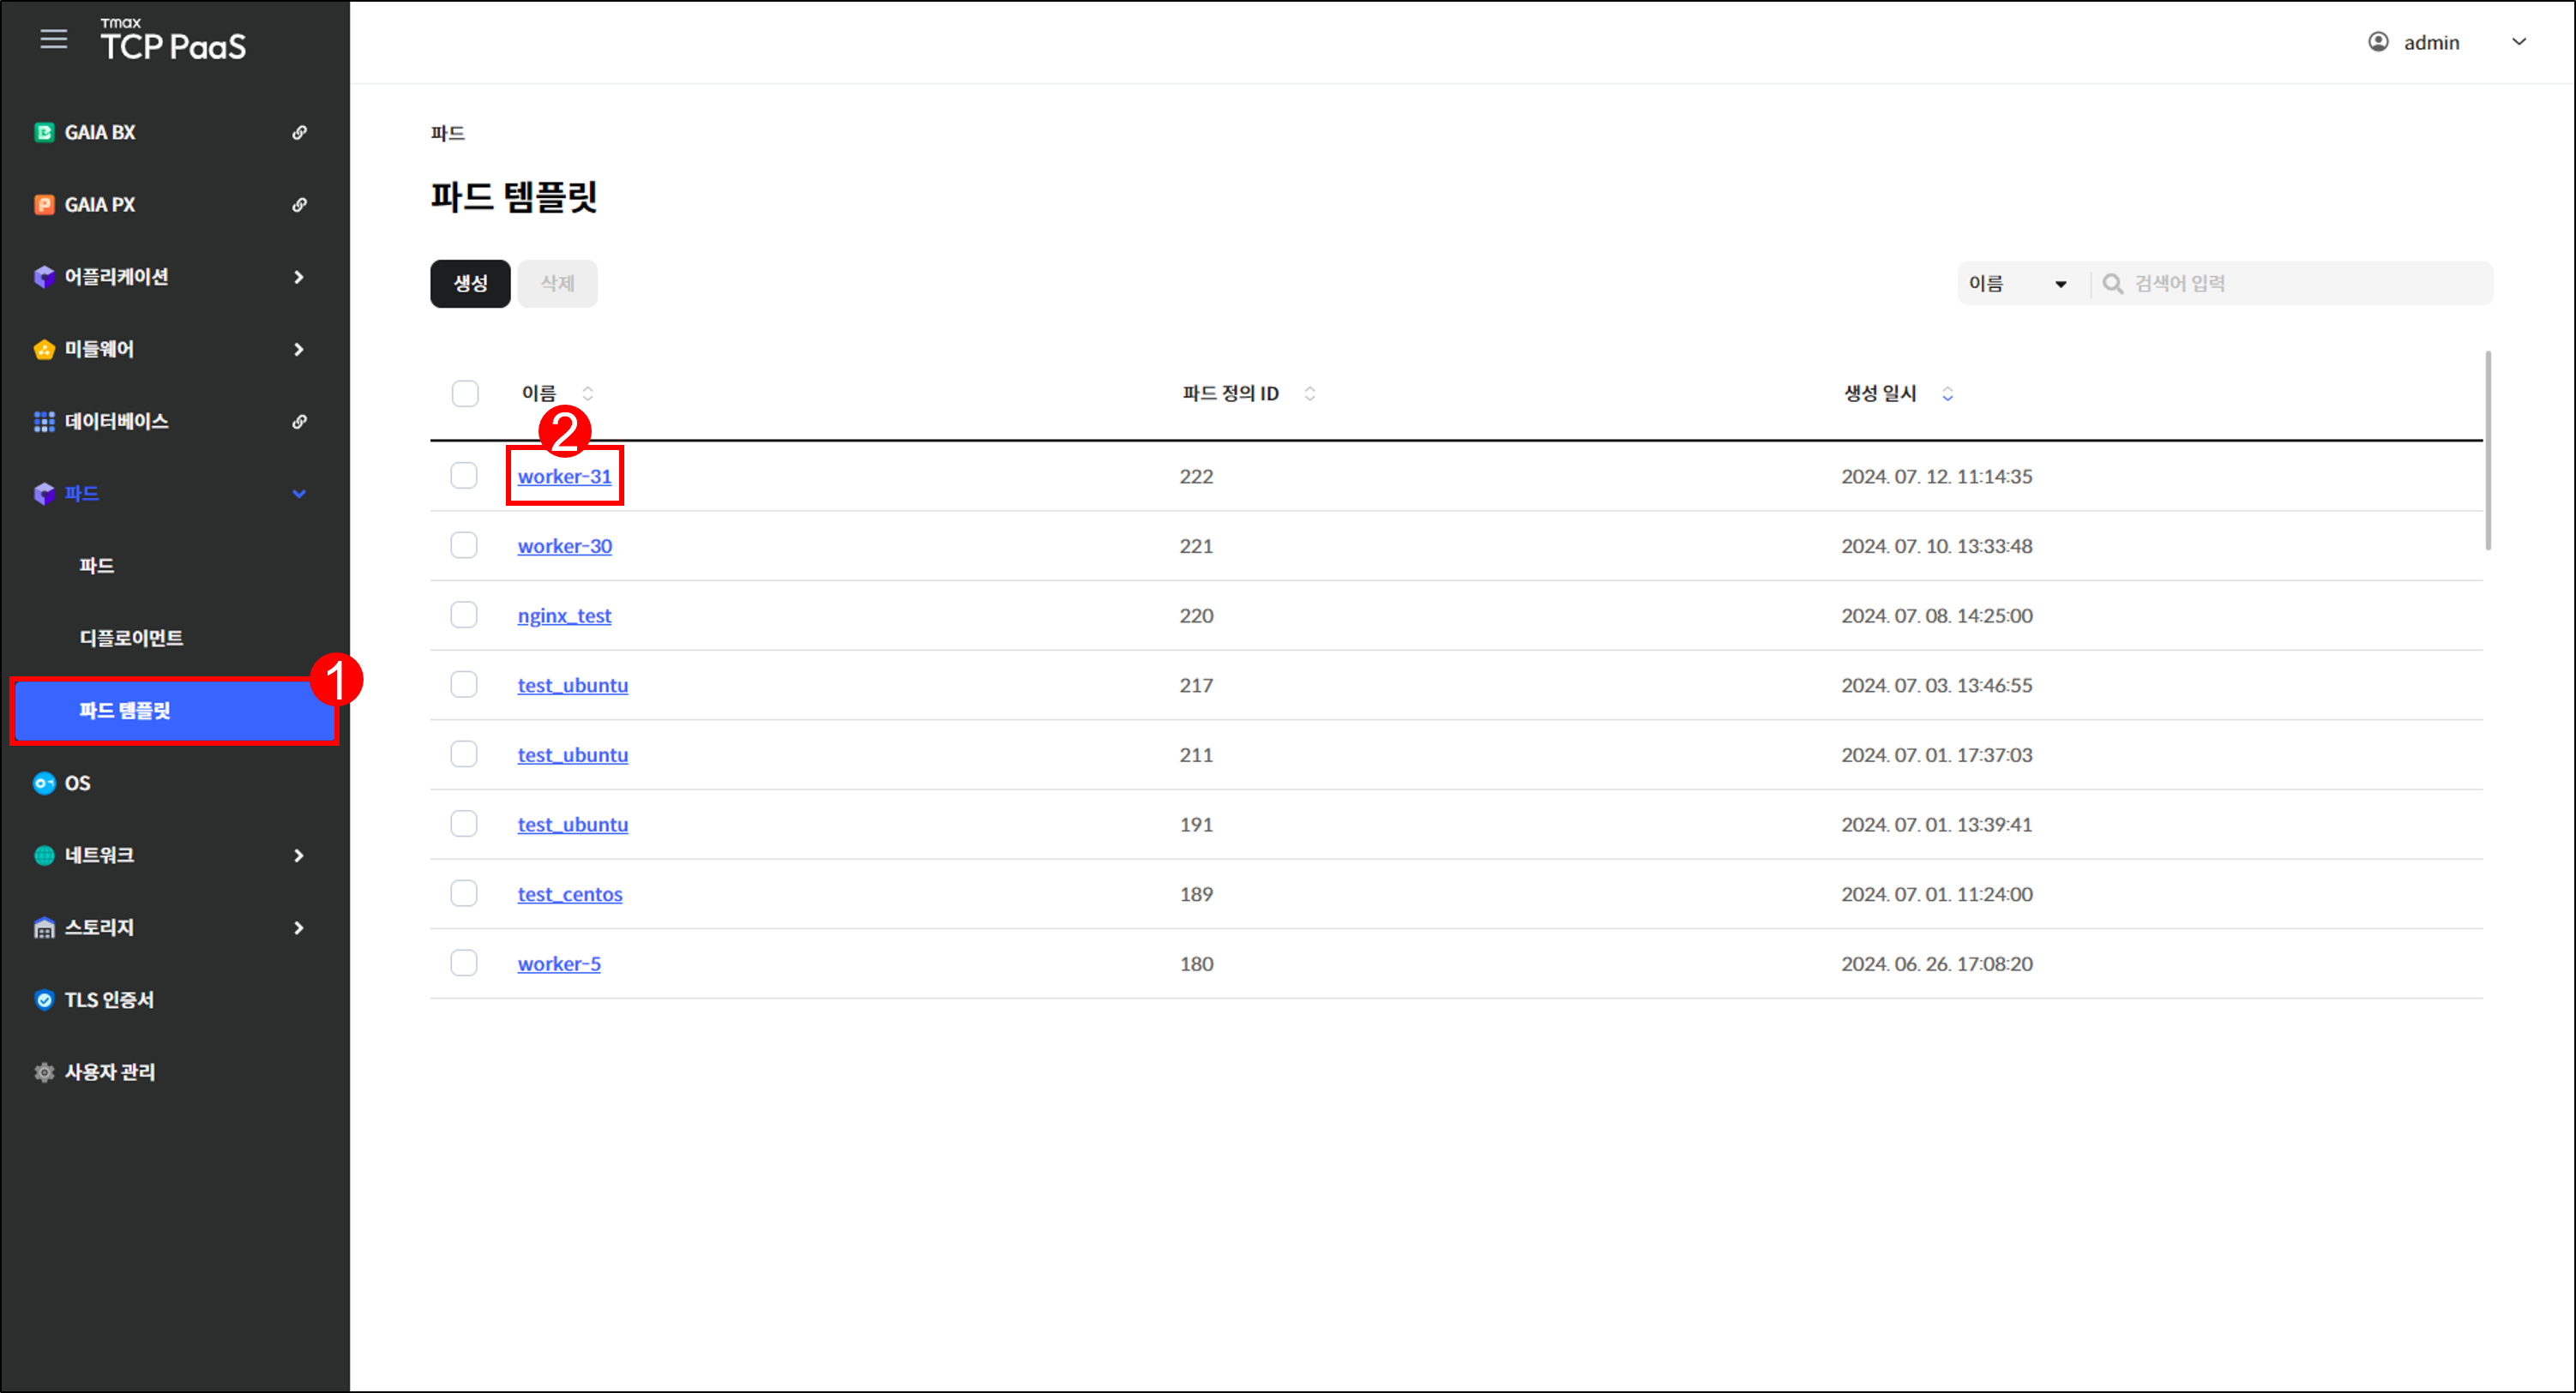 Tmax
TCP PaaS
admin
GAIA BX
GAIA PX
어플리케이션
미들웨어
데이터베이스
파드
파드
디플로이먼트
1
파드 템플릿
OS
네트워크
스토리지
TLS 인증서
사용자 관리
파드
파드 템플릿
생성 삭제 이름 검색어 입력
이름 파드 정의 ID 생성 일시
2
worker-31 222 2024. 07. 12. 11:14:35
worker-30 221 2024. 07. 10. 13:33:48
nginx_test 220 2024. 07. 08. 14:25:00
test_ubuntu 217 2024. 07. 03. 13:46:55
test_ubuntu 211 2024. 07. 01. 17:37:03
test_ubuntu 191 2024. 07. 01. 13:39:41
test_centos 189 2024. 07. 01. 11:24:00
worker-5 180 2024. 06. 26. 17:08:20